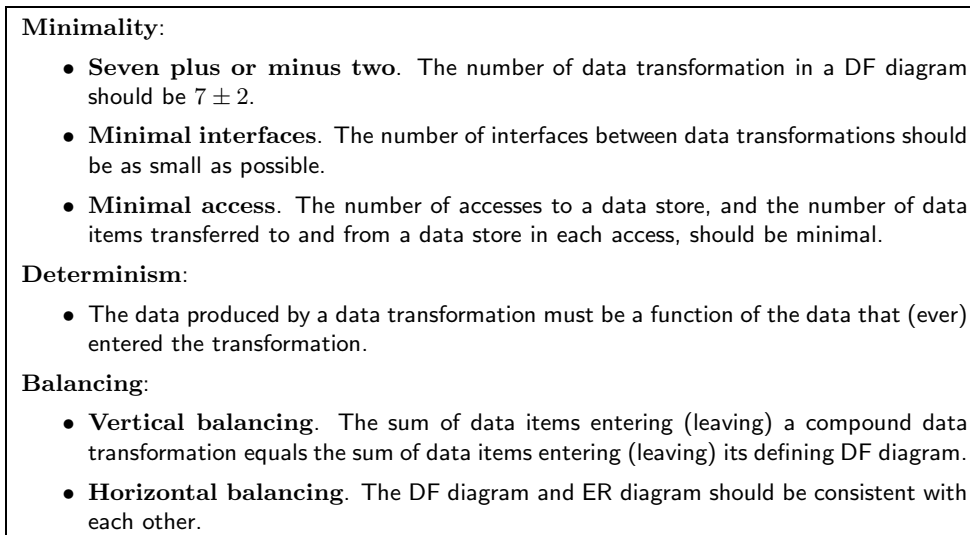 Minimality:
• Seven plus or minus two. The number of data transformation in a DF diagram
should be 7 ± 2.
• Minimal interfaces. The number of interfaces between data transformations should
be as small as possible.
• Minimal access. The number of accesses to a data store, and the number of data
items transferred to and from a data store in each access, should be minimal.
Determinism:
• The data produced by a data transformation must be a function of the data that (ever)
entered the transformation.
Balancing:
• Vertical balancing. The sum of data items entering (leaving) a compound data
transformation equals the sum of data items entering (leaving) its defining DF diagram.
• Horizontal balancing. The DF diagram and ER diagram should be consistent with
each other.